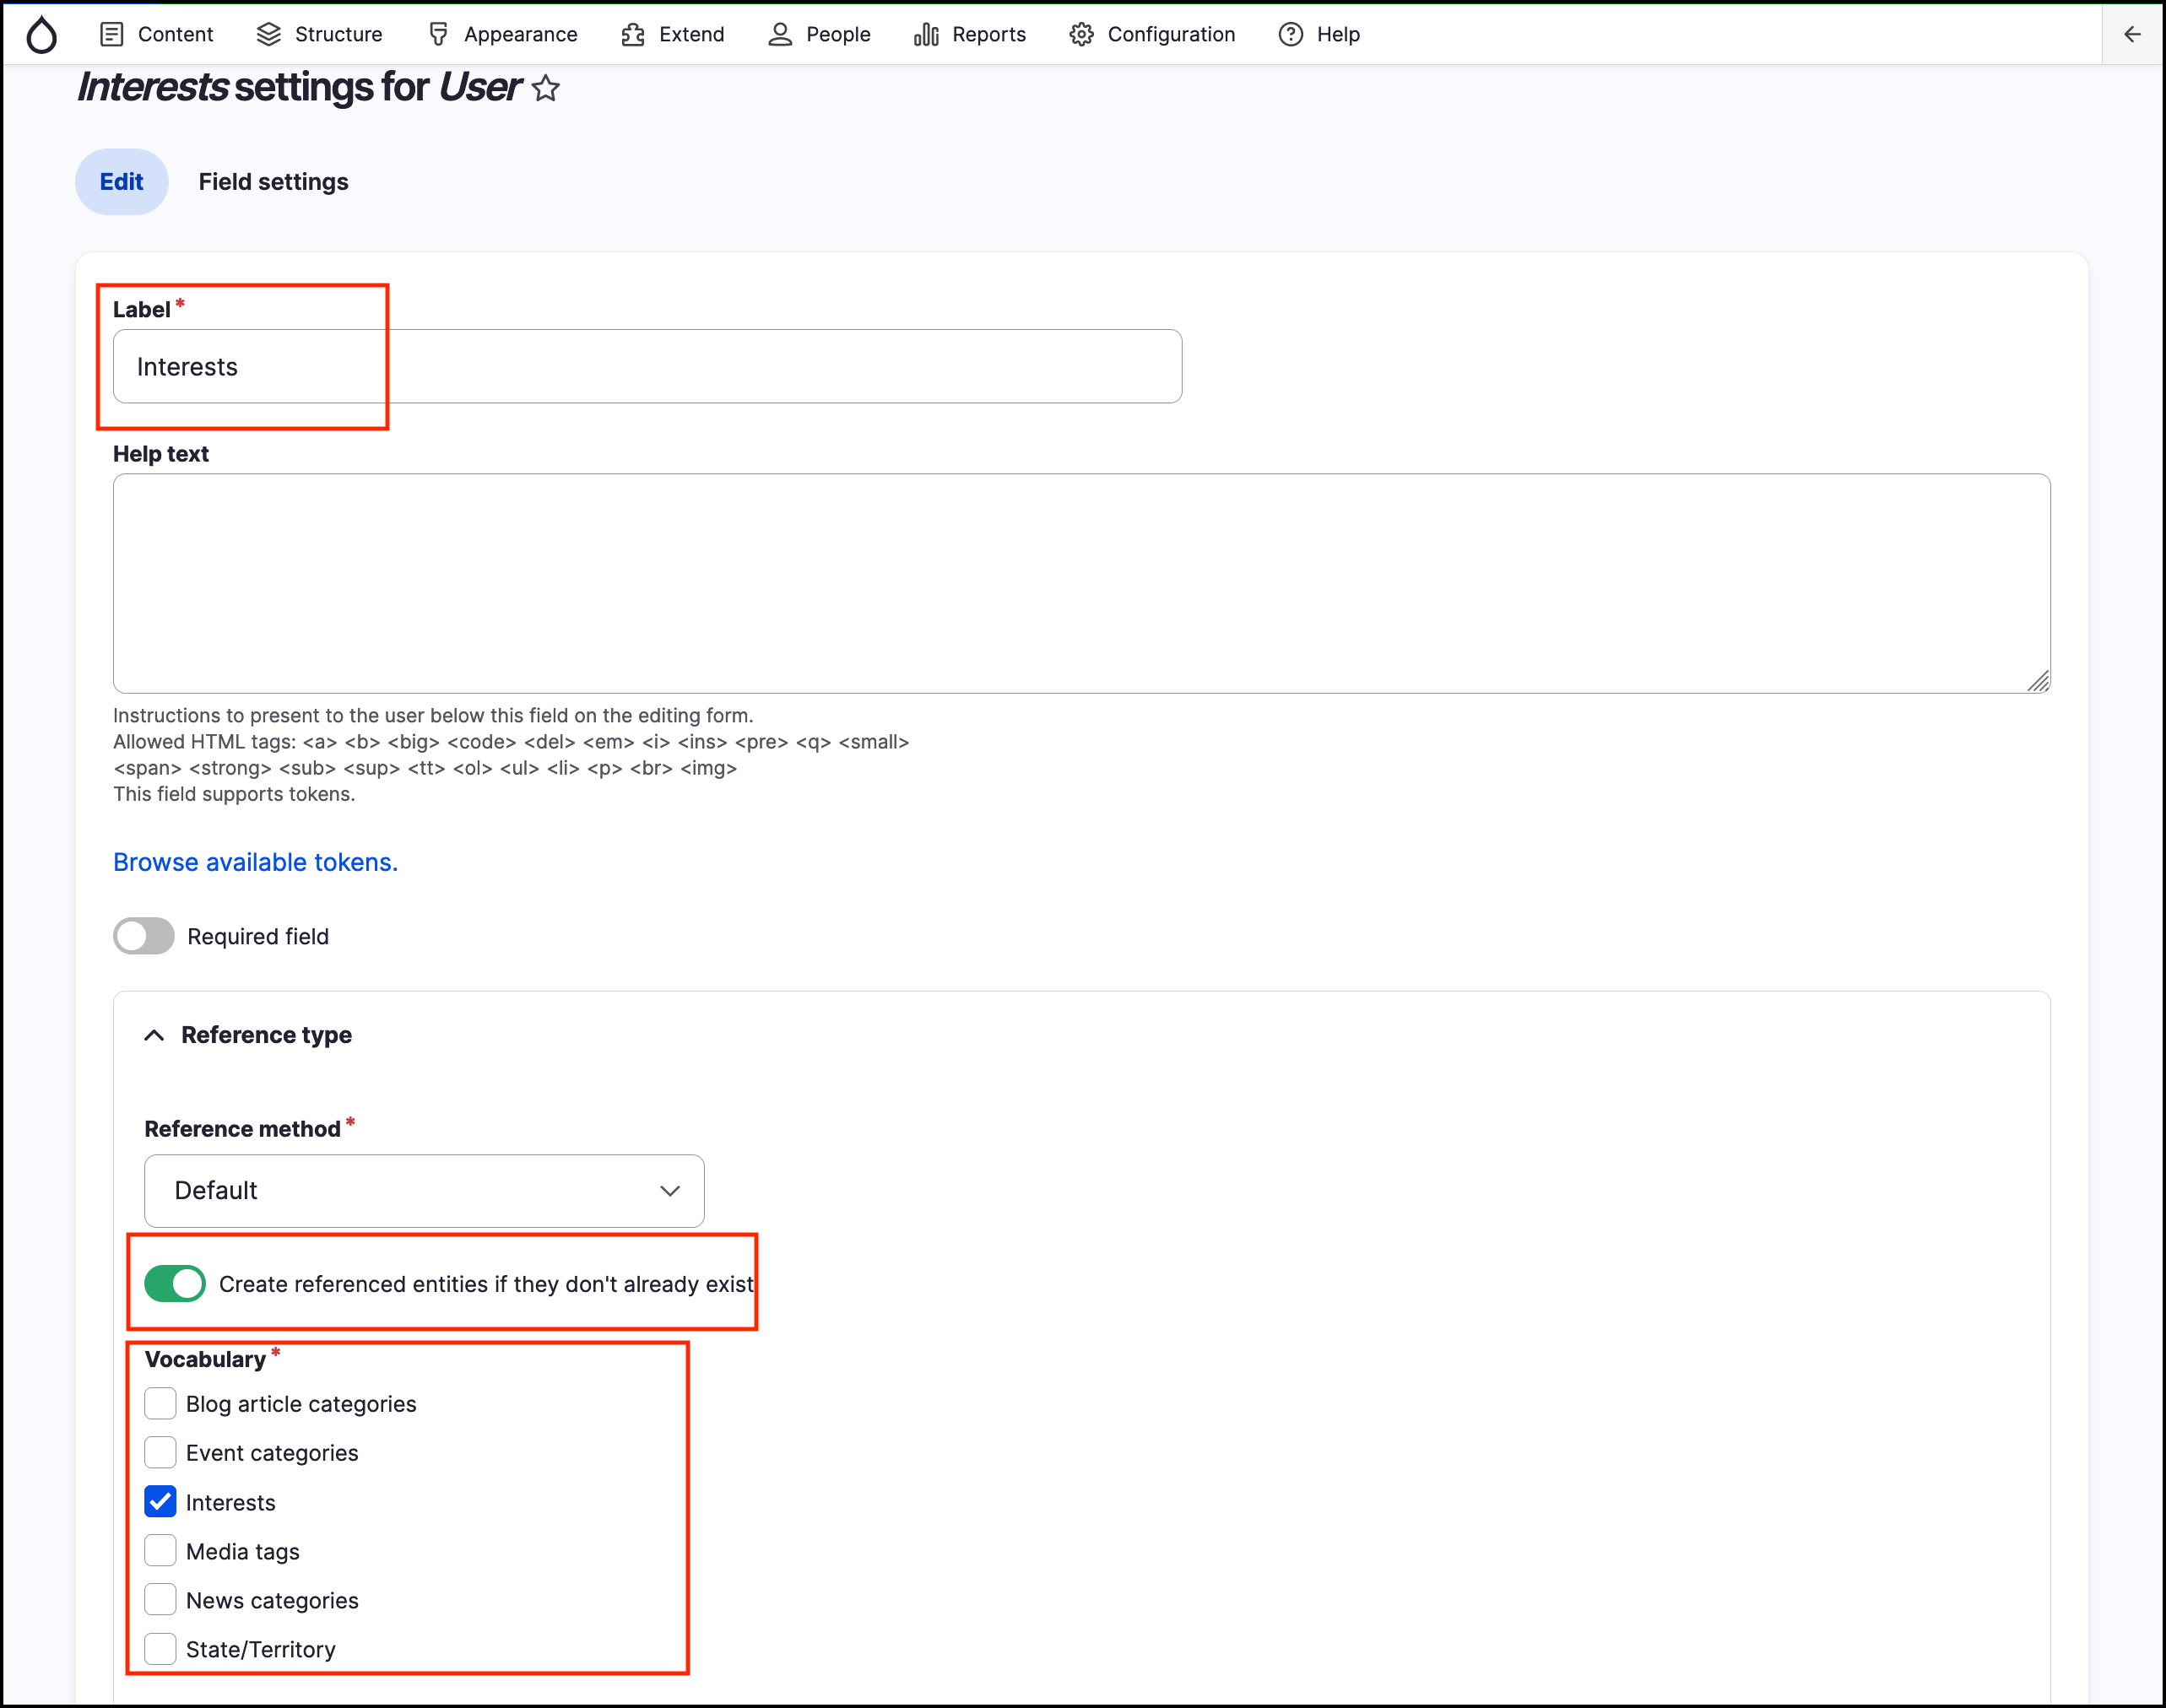 Content Structure Appearance Extend People Reports Configuration Help
Interests settings for User
Edit Field settings
Label *
Interests
Help text
Instructions to present to the user below this field on the editing form.
Allowed HTML tags: <a> <b> <big> <code> <del> <em> <i> <ins> <pre> <q> <small>
<span> <strong> <sub> <sup> <tt> <ol> <ul> <li> <p> <br> <img>
This field supports tokens.
Browse available tokens.
Required field
Reference type
Reference method *
Default
Create referenced entities if they don't already exist
Vocabulary *
Blog article categories
Event categories
Interests
Media tags
News categories
State/Territory